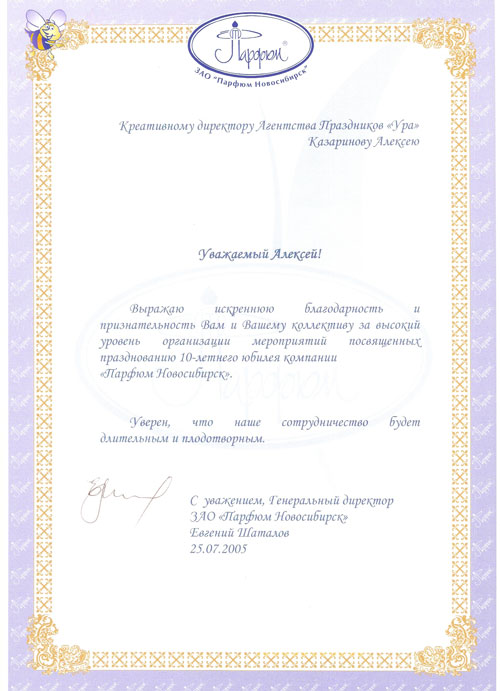 Парфюм®
ЗАО "Парфюм Новосибирск"
Креативному директору Агентства Праздников «Ура»
Казаринову Алексею
Уважаемый Алексей!
Выражаю искреннюю благодарность и
признательность Вам и Вашему коллективу за высокий
уровень организации мероприятий посвященных
празднованию 10-летнего юбилея компании
«Парфюм Новосибирск».
Уверен, что наше сотрудничество будет
длительным и плодотворным.
С уважением, Генеральный директор
ЗАО «Парфюм Новосибирск»
Евгений Шаталов
25.07.2005